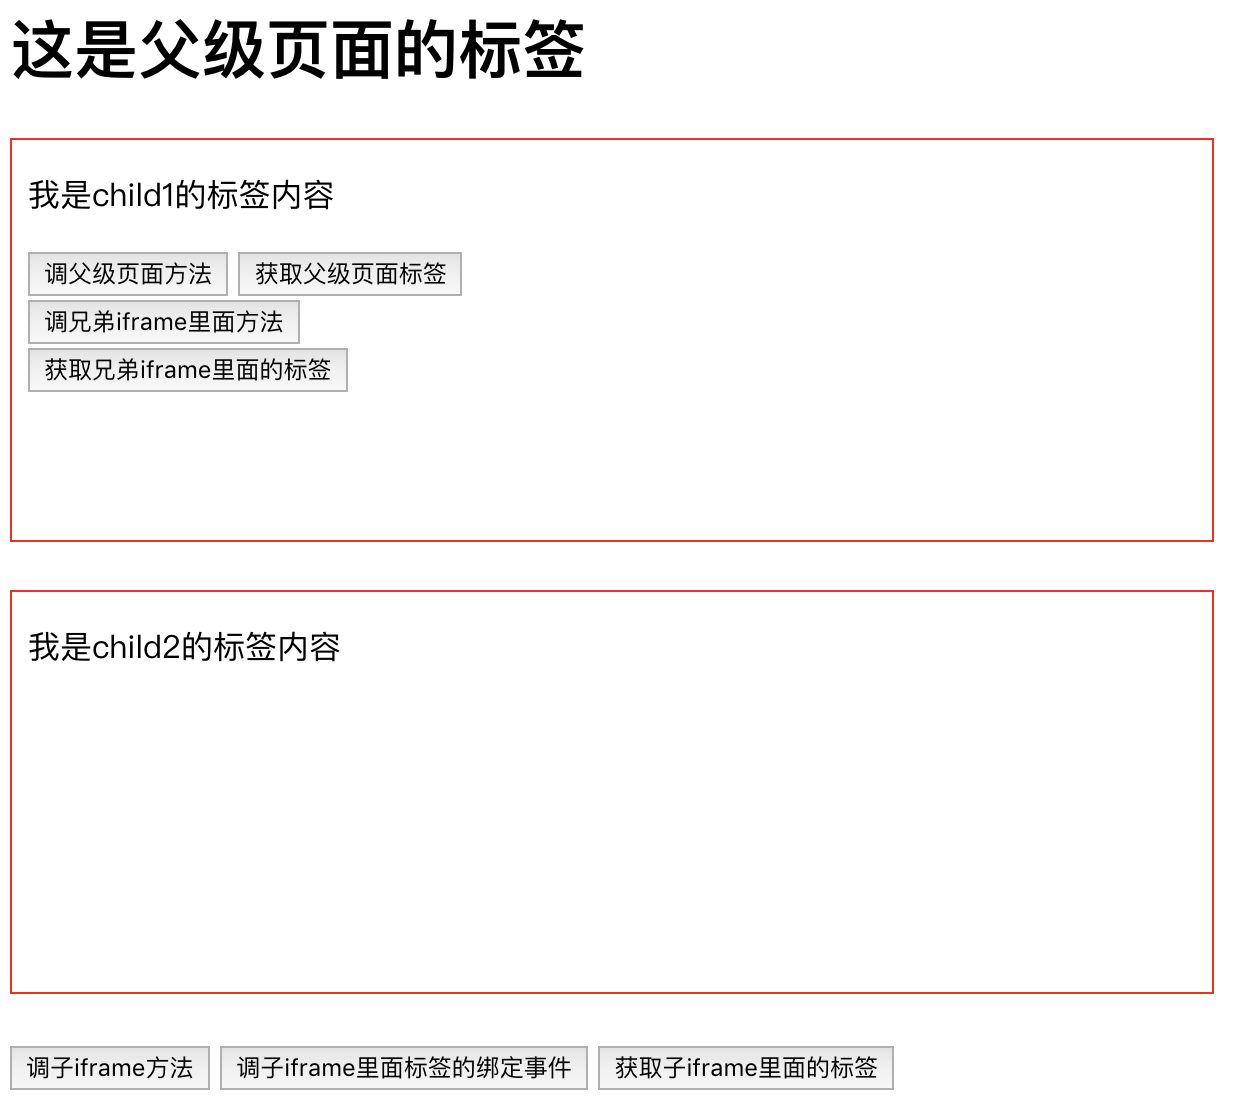 这是父级页面的标签
我是child1的标签内容
调父级页面方法 获取父级页面标签
调兄弟iframe里面方法
获取兄弟iframe里面的标签
我是child2的标签内容
调子iframe方法 调子iframe里面标签的绑定事件 获取子iframe里面的标签